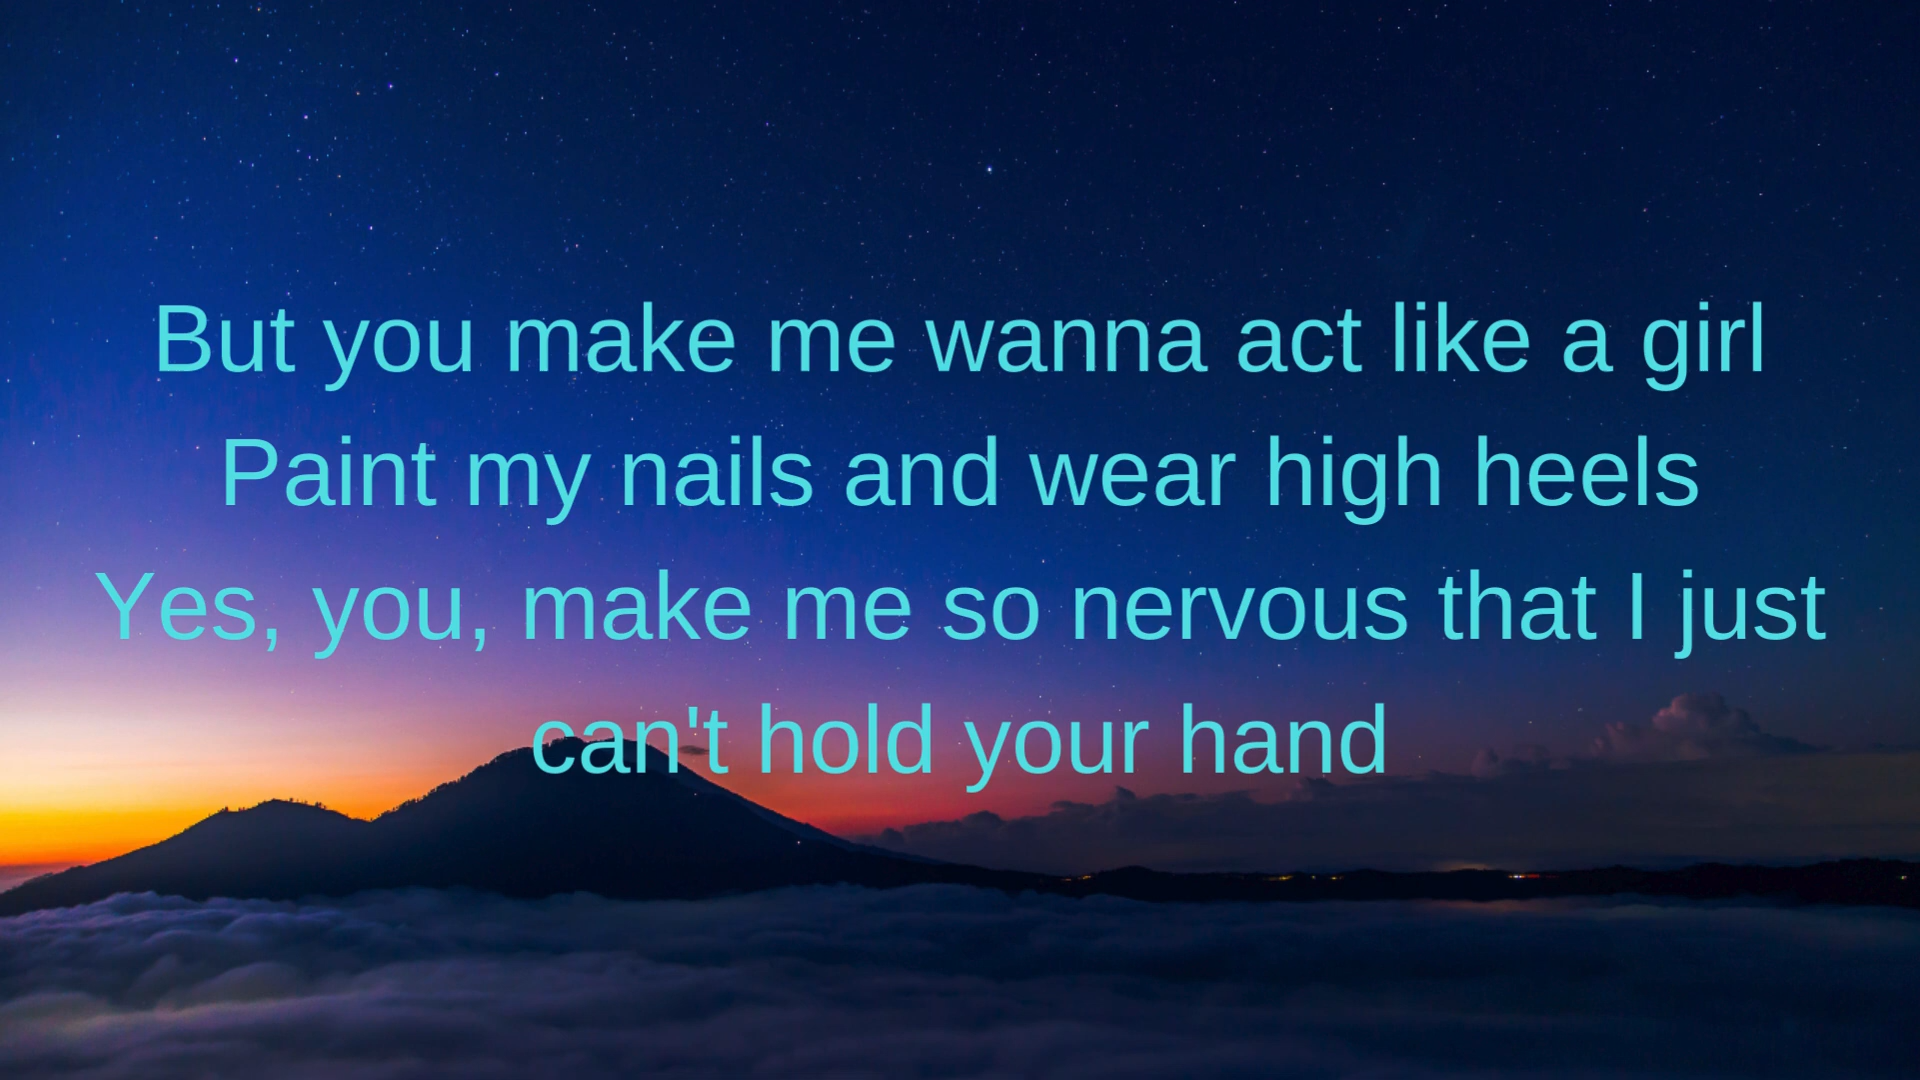 But you make me wanna act like a girl
Paint my nails and wear high heels
Yes, you, make me so nervous that I just
can't hold your hand